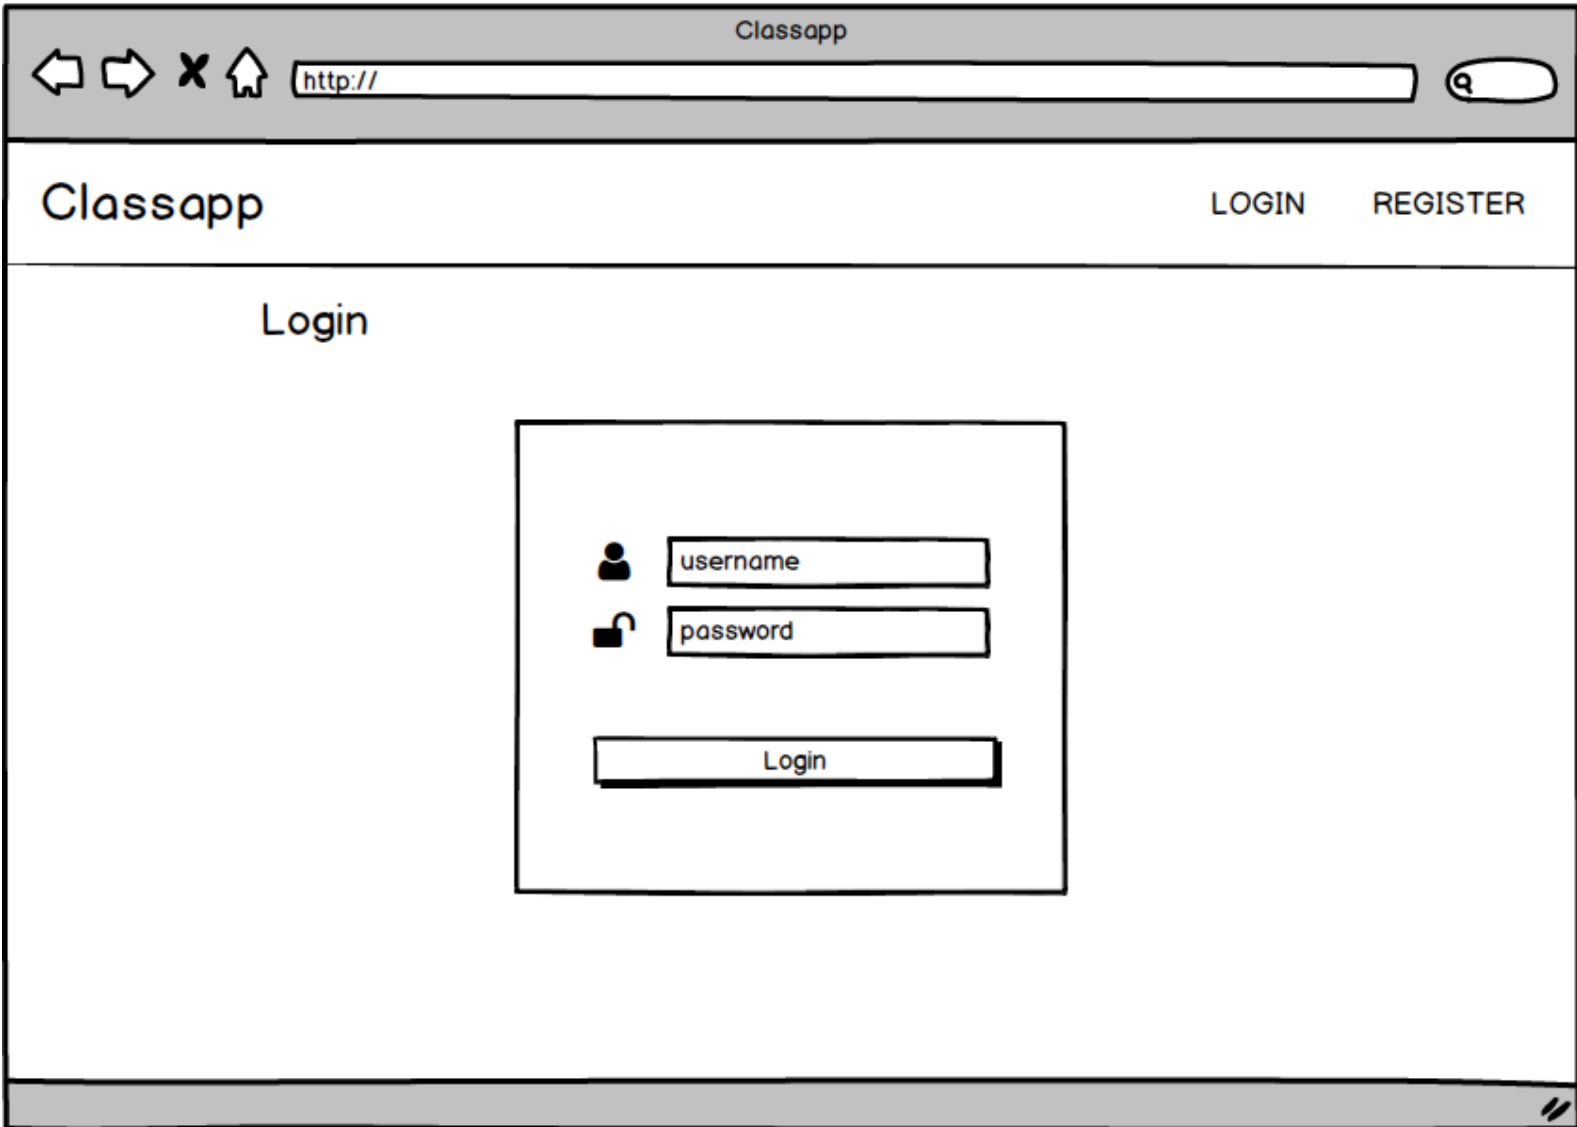 Classapp
http://
Classapp
LOGIN REGISTER
Login
username
password
Login